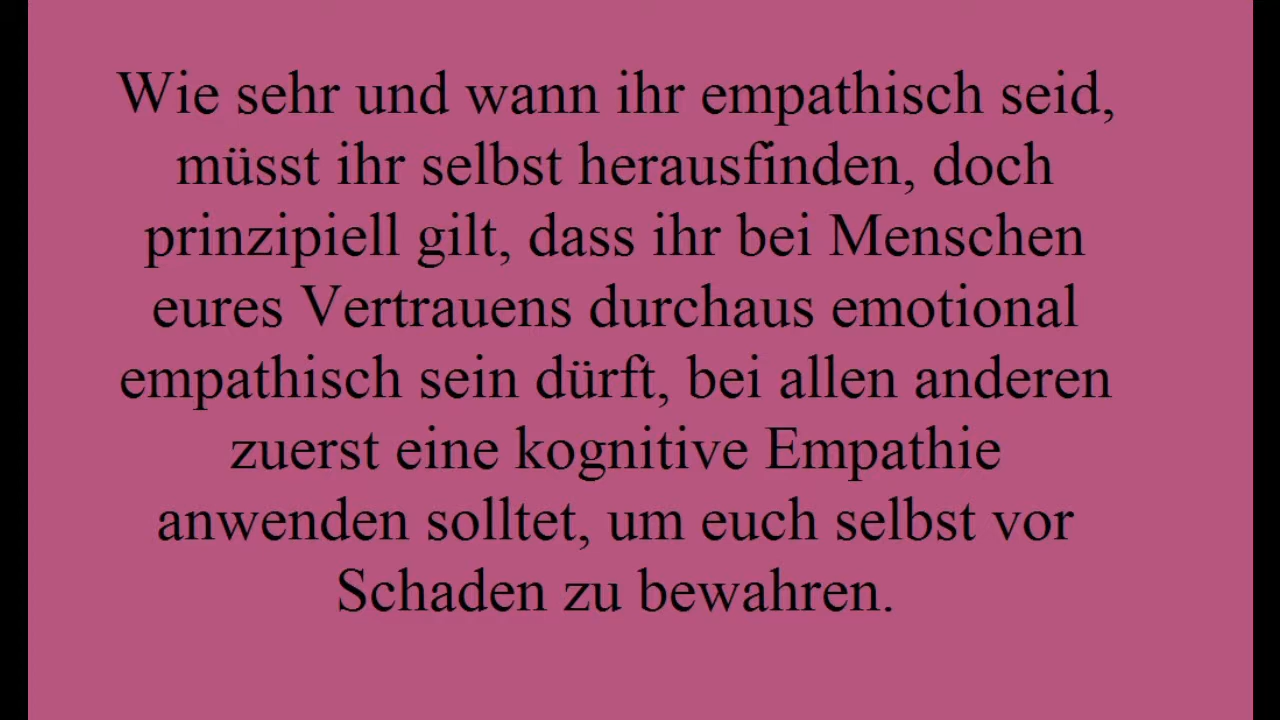 Wie sehr und wann ihr empathisch seid,
müsst ihr selbst herausfinden, doch
prinzipiell gilt, dass ihr bei Menschen
eures Vertrauens durchaus emotional
empathisch sein dürft, bei allen anderen
zuerst eine kognitive Empathie
anwenden solltet, um euch selbst vor
Schaden zu bewahren.